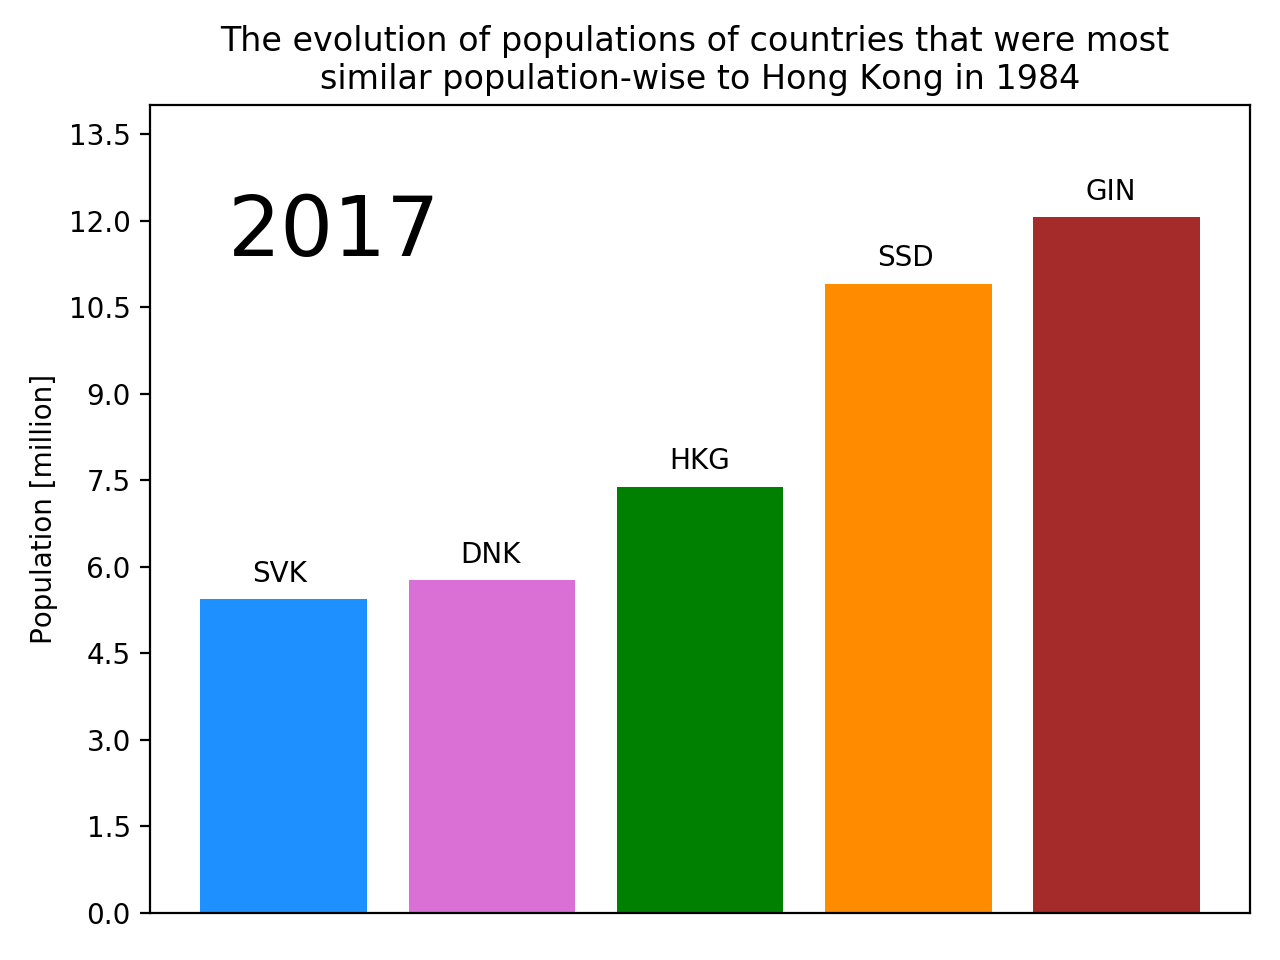 The evolution of populations of countries that were most
similar population-wise to Hong Kong in 1984
2017
Population [million]
13.5
12.0
10.5
9.0
7.5
6.0
4.5
3.0
1.5
0.0
SVK
DNK
HKG
SSD
GIN